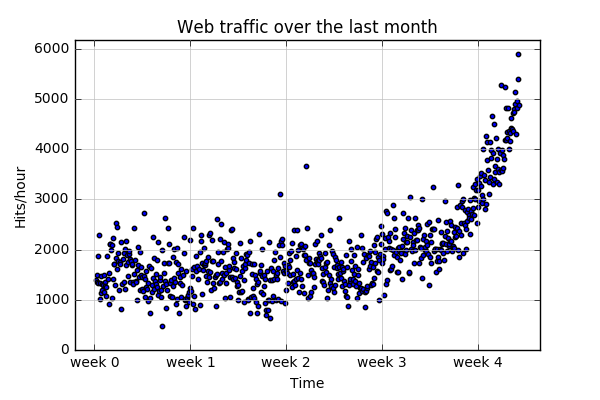 Web traffic over the last month
6000
5000
4000
3000
2000
1000
0
Hits/hour
week 0 week 1 week 2 week 3 week 4
Time